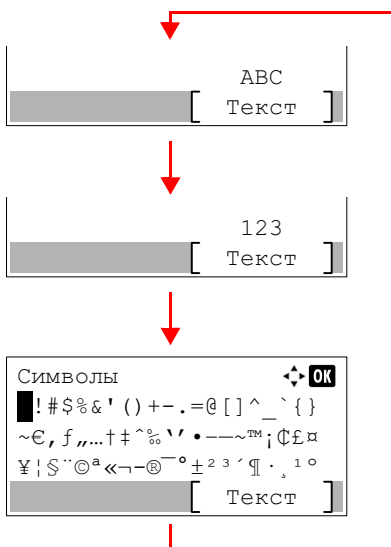 ABC
[ Текст ]
123
[ Текст ]
Символы OK
!#$%&'()+-.=@[]^_`{}
~€‚ƒ„…†‡ˆ‰‘’•–—~™¡₵£¤
¥¦§¨©ª«¬-®¯°±²³´¶·¸¹º
[ Текст ]